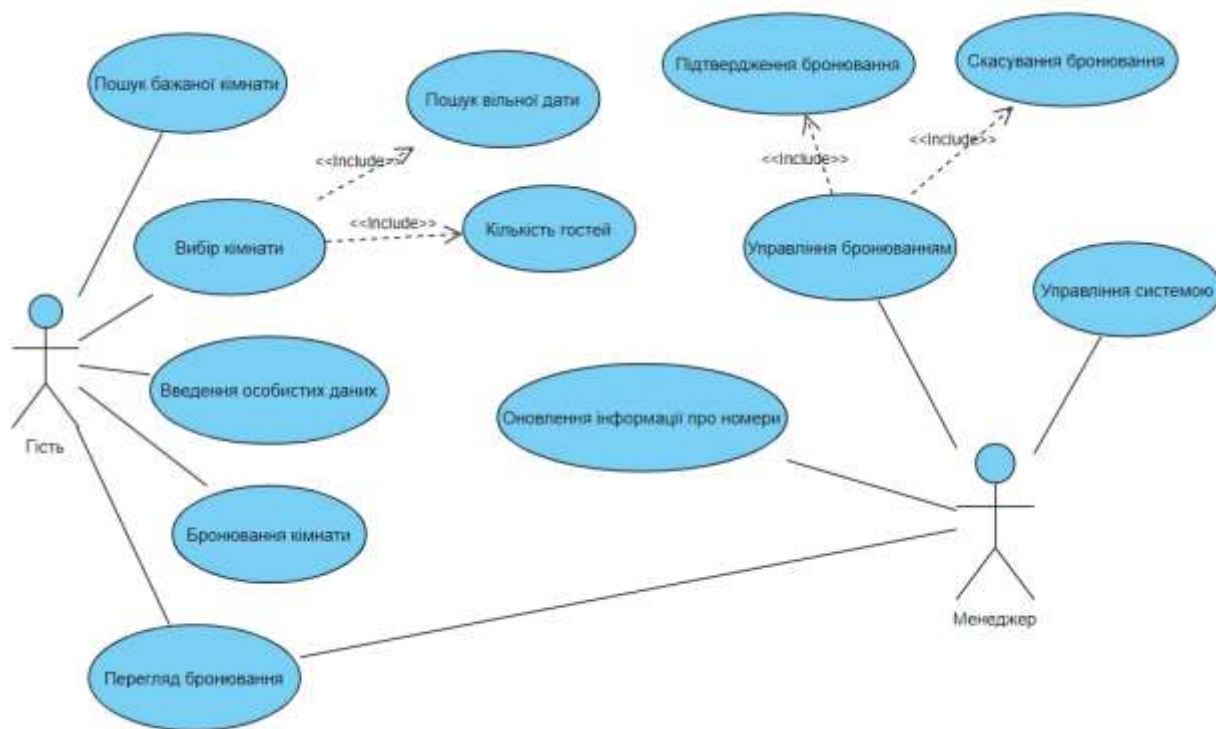 Пошук бажаної кімнати
Пошук вільної дати
Підтвердження бронювання
Скасування бронювання
<<Include>>
<<Include>>
<<Include>>
<<Include>>
Вибір кімнати
Кількість гостей
Управління бронюванням
Управління системою
Введення особистих даних
Оновлення інформації про номери
Гість
Бронювання кімнати
Менеджер
Перегляд бронювання